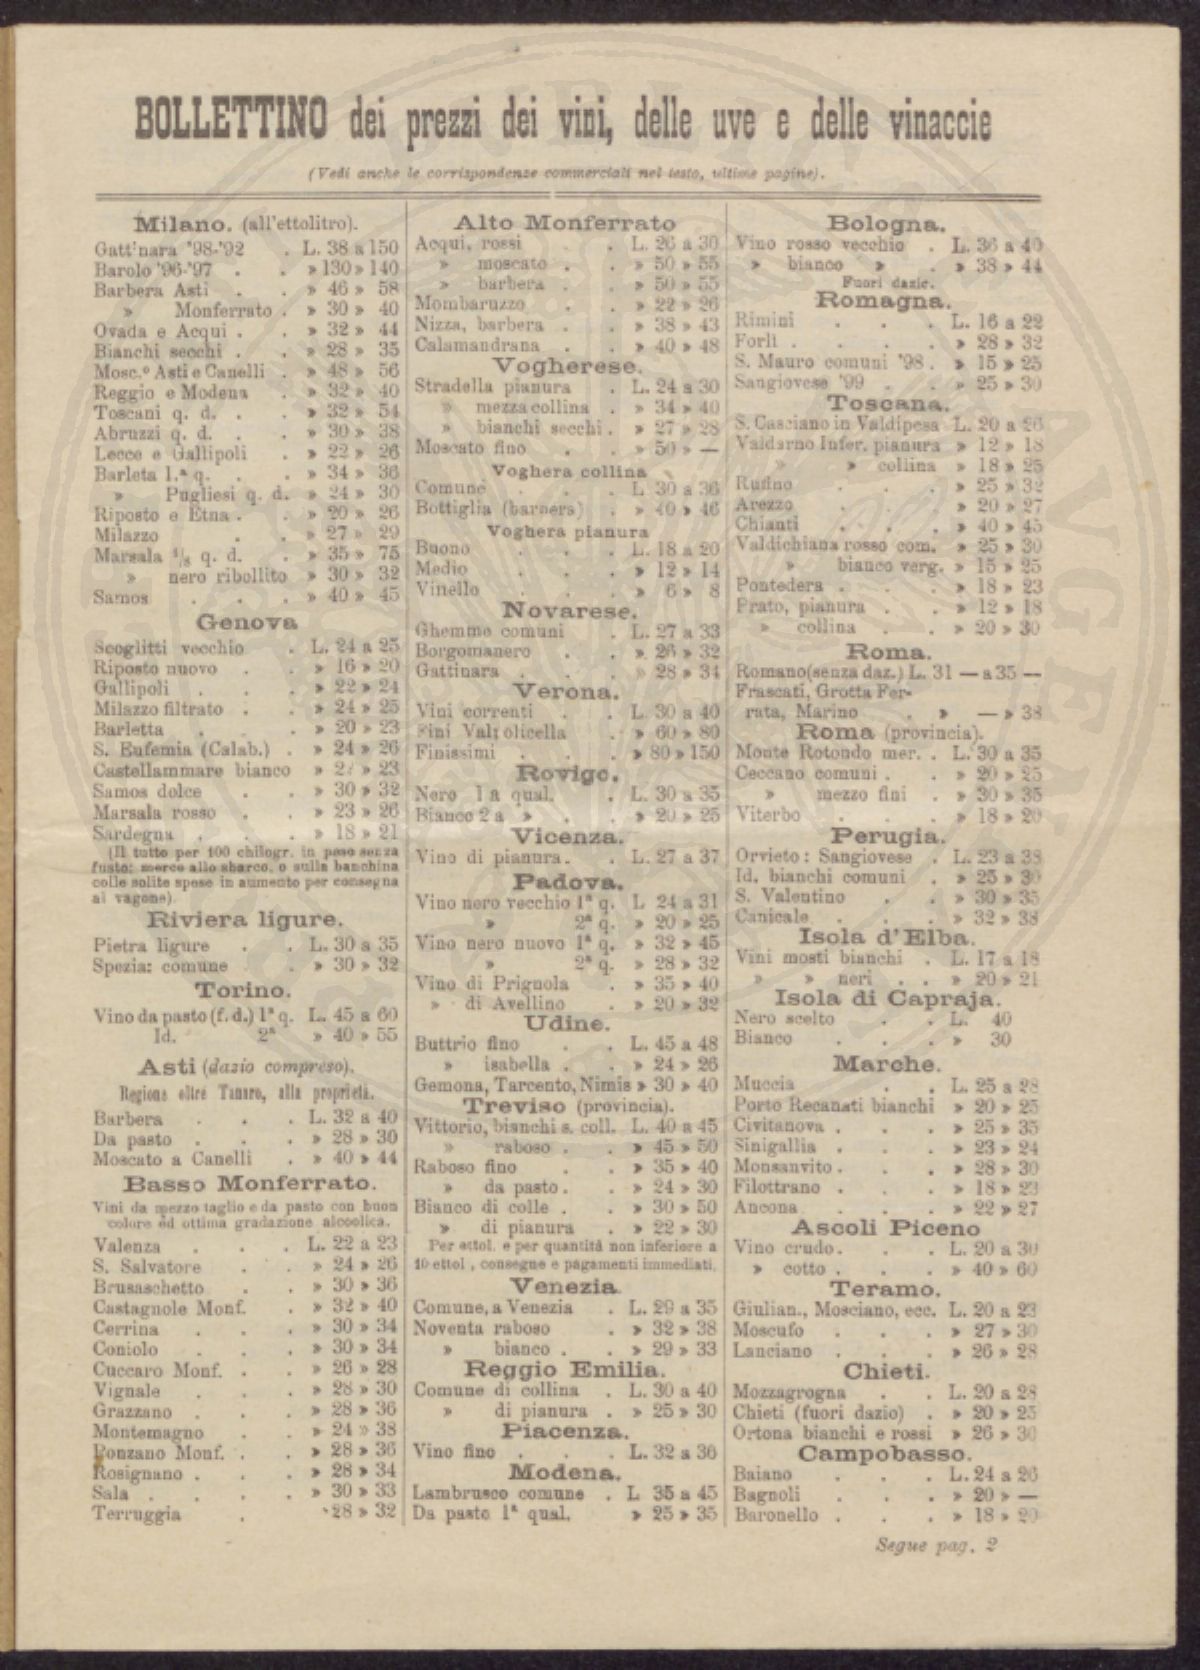 BOLLETTINO dei prezzi dei vini, delle uve e delle vinaccie
(Vedi anche le corrispondenze commerciali nel testo, ultime pagine).
Milano. (all'ettolitro).
Gatt'nara '98-'92 . L. 38 a 150
Barolo '96-'97 . . » 130 » 140
Barbera Asti . . » 46 » 58
» Monferrato . » 30 » 40
Ovada e Acqui . . » 32 » 44
Bianchi secchi . . » 28 » 35
Mosc.º Asti e Canelli . » 48 » 56
Reggio e Modena . » 32 » 40
Toscani q. d. . . » 32 » 54
Abruzzi q. d. . . » 30 » 38
Lecce e Gallipoli . » 22 » 26
Barleta 1.ª q. . . » 34 » 36
» Pugliesi q. d. » 24 » 30
Riposto e Etna . . » 20 » 26
Milazzo . . » 27 » 29
Marsala ⅛ q. d. . » 35 » 75
» nero ribollito » 30 » 32
Samos . . . » 40 » 45
Genova
Scoglitti vecchio . L. 24 a 25
Riposto nuovo . . » 16 » 20
Gallipoli . . . » 22 » 24
Milazzo filtrato . . » 24 » 25
Barletta . . . » 20 » 23
S. Eufemia (Calab.) . » 24 » 26
Castellammare bianco » 2? » 23
Samos dolce . . » 30 » 32
Marsala rosso . . » 23 » 26
Sardegna . . . » 18 » 21
(Il tutto per 100 chilogr. in peso senza
fusto; merce allo sbarco, o sulla banchina
colle solite spese in aumento per consegna
al vagone).
Riviera ligure.
Pietra ligure . . L. 30 a 35
Spezia: comune . . » 30 » 32
Torino.
Vino da pasto (f. d.) 1ª q. L. 45 a 60
Id. 2ª » 40 » 55
Asti (dazio compreso).
Regione oltre Tanaro, alla proprietà.
Barbera . . . L. 32 a 40
Da pasto . . . » 28 » 30
Moscato a Canelli . » 40 » 44
Basso Monferrato.
Vini da mezzo taglio e da pasto con buon
colore ed ottima gradazione alcoolica.
Valenza . . . L. 22 a 23
S. Salvatore . . » 24 » 26
Brusaschetto . . » 30 » 36
Castagnole Monf. . » 32 » 40
Cerrina . . . » 30 » 34
Coniolo . . . » 30 » 34
Cuccaro Monf. . . » 26 » 28
Vignale . . . » 28 » 30
Grazzano . . . » 28 » 36
Montemagno . . » 24 » 38
Ponzano Monf. . . » 28 » 36
Rosignano . . . » 28 » 34
Sala . . . . » 30 » 33
Terruggia . » 28 » 32
Alto Monferrato
Acqui, rossi . . L. 26 a 30
» moscato . . » 50 » 55
» barbera . . » 50 » 55
Mombaruzzo . . » 22 » 26
Nizza, barbera . . » 38 » 43
Calamandrana . . » 40 » 48
Vogherese.
Stradella pianura . L. 24 a 30
» mezza collina . » 34 » 40
» bianchi secchi . » 27 » 28
Moscato fino . . » 50 » —
Voghera collina
Comune . . . L 30 a 36
Bottiglia (barners) . » 40 » 46
Voghera pianura
Buono . . . L. 18 a 20
Medio . . . » 12 » 14
Vinello . . . » 6 » 8
Novarese.
Ghemme comuni . L. 27 a 33
Borgomanero . . » 26 » 32
Gattinara . . » 28 » 34
Verona.
Vini correnti . . L. 30 a 40
Fini Valpolicella . » 60 » 80
Finissimi . . . » 80 » 150
Rovigo.
Nero 1 a qual. . L. 30 a 35
Bianco 2 a » . . » 20 » 25
Vicenza.
Vino di pianura . . L. 27 a 37
Padova.
Vino nero vecchio 1ª q. L 24 a 31
» 2ª q. » 20 » 25
Vino nero nuovo 1ª q. » 32 » 45
» 2ª q. » 28 » 32
Vino di Prignola . » 35 » 40
» di Avellino . » 20 » 32
Udine.
Buttrio fino . . L. 45 a 48
» isabella . . » 24 » 26
Gemona, Tarcento, Nimis » 30 » 40
Treviso (provincia).
Vittorio, bianchi s. coll. L. 40 a 45
» raboso . . » 45 » 50
Raboso fino . . » 35 » 40
» da pasto . . » 24 » 30
Bianco di colle . . » 30 » 50
» di pianura . » 22 » 30
Per ettol. e per quantità non inferiore a
10 ettol , consegne e pagamenti immediati.
Venezia
Comune, a Venezia . L. 29 a 35
Noventa raboso . » 32 » 38
» bianco . . » 29 » 33
Reggio Emilia.
Comune di collina . L. 30 a 40
» di pianura . » 25 » 30
Piacenza.
Vino fino . . . L. 32 a 36
Modena.
Lambrusco comune . L 35 a 45
Da pasto 1ª qual. » 25 » 35
Bologna.
Vino rosso vecchio . L. 36 a 40
» bianco » . » 38 » 44
Fuori dazio.
Romagna.
Rimini . . . L. 16 a 22
Forlì . . . . » 28 » 32
S. Mauro comuni '98 . » 15 » 25
Sangiovese '99 . . » 25 » 30
Toscana.
S. Casciano in Valdipesa L. 20 a 26
Valdarno Infer. pianura » 12 » 18
» » collina » 18 » 25
Rufino . . . » 25 » 32
Arezzo . . . » 20 » 27
Chianti . . . » 40 » 45
Valdichiana rosso com. » 25 » 30
» bianco verg. » 15 » 25
Pontedera . . . » 18 » 23
Prato, pianura . . » 12 » 18
» collina . . » 20 » 30
Roma.
Romano (senza daz.) L. 31 — a 35 —
Frascati, Grotta Fer-
rata, Marino . » — » 38
Roma (provincia).
Monte Rotondo mer. . L. 30 a 35
Ceccano comuni . . » 20 » 25
» mezzo fini . » 30 » 35
Viterbo . . . » 18 » 20
Perugia.
Orvieto : Sangiovese . L. 23 a 38
Id. bianchi comuni . » 25 » 30
S. Valentino . . » 30 » 35
Canicale . . . » 32 » 38
Isola d'Elba.
Vini mosti bianchi . L. 17 a 18
» » neri . . » 20 » 21
Isola di Capraja.
Nero scelto . . L. 40
Bianco . . . » 30
Marche.
Muccia . . L. 25 a 28
Porto Recanati bianchi » 20 » 25
Civitanova . . . » 25 » 35
Sinigallia . . . » 23 » 24
Monsanvito . . . » 28 » 30
Filottrano . . . » 18 » 23
Ancona . . . » 22 » 27
Ascoli Piceno
Vino crudo . . . L. 20 a 30
» cotto . . . » 40 » 60
Teramo.
Giulian., Mosciano, ecc. L. 20 a 23
Moscufo . . . » 27 » 30
Lanciano . . . » 26 » 28
Chieti.
Mozzagrogna . . L. 20 a 28
Chieti (fuori dazio) . » 20 » 25
Ortona bianchi e rossi » 26 » 30
Campobasso.
Baiano . . . L. 24 a 26
Bagnoli . . . » 20 » —
Baronello . . . » 18 » 20
Segue pag. 2